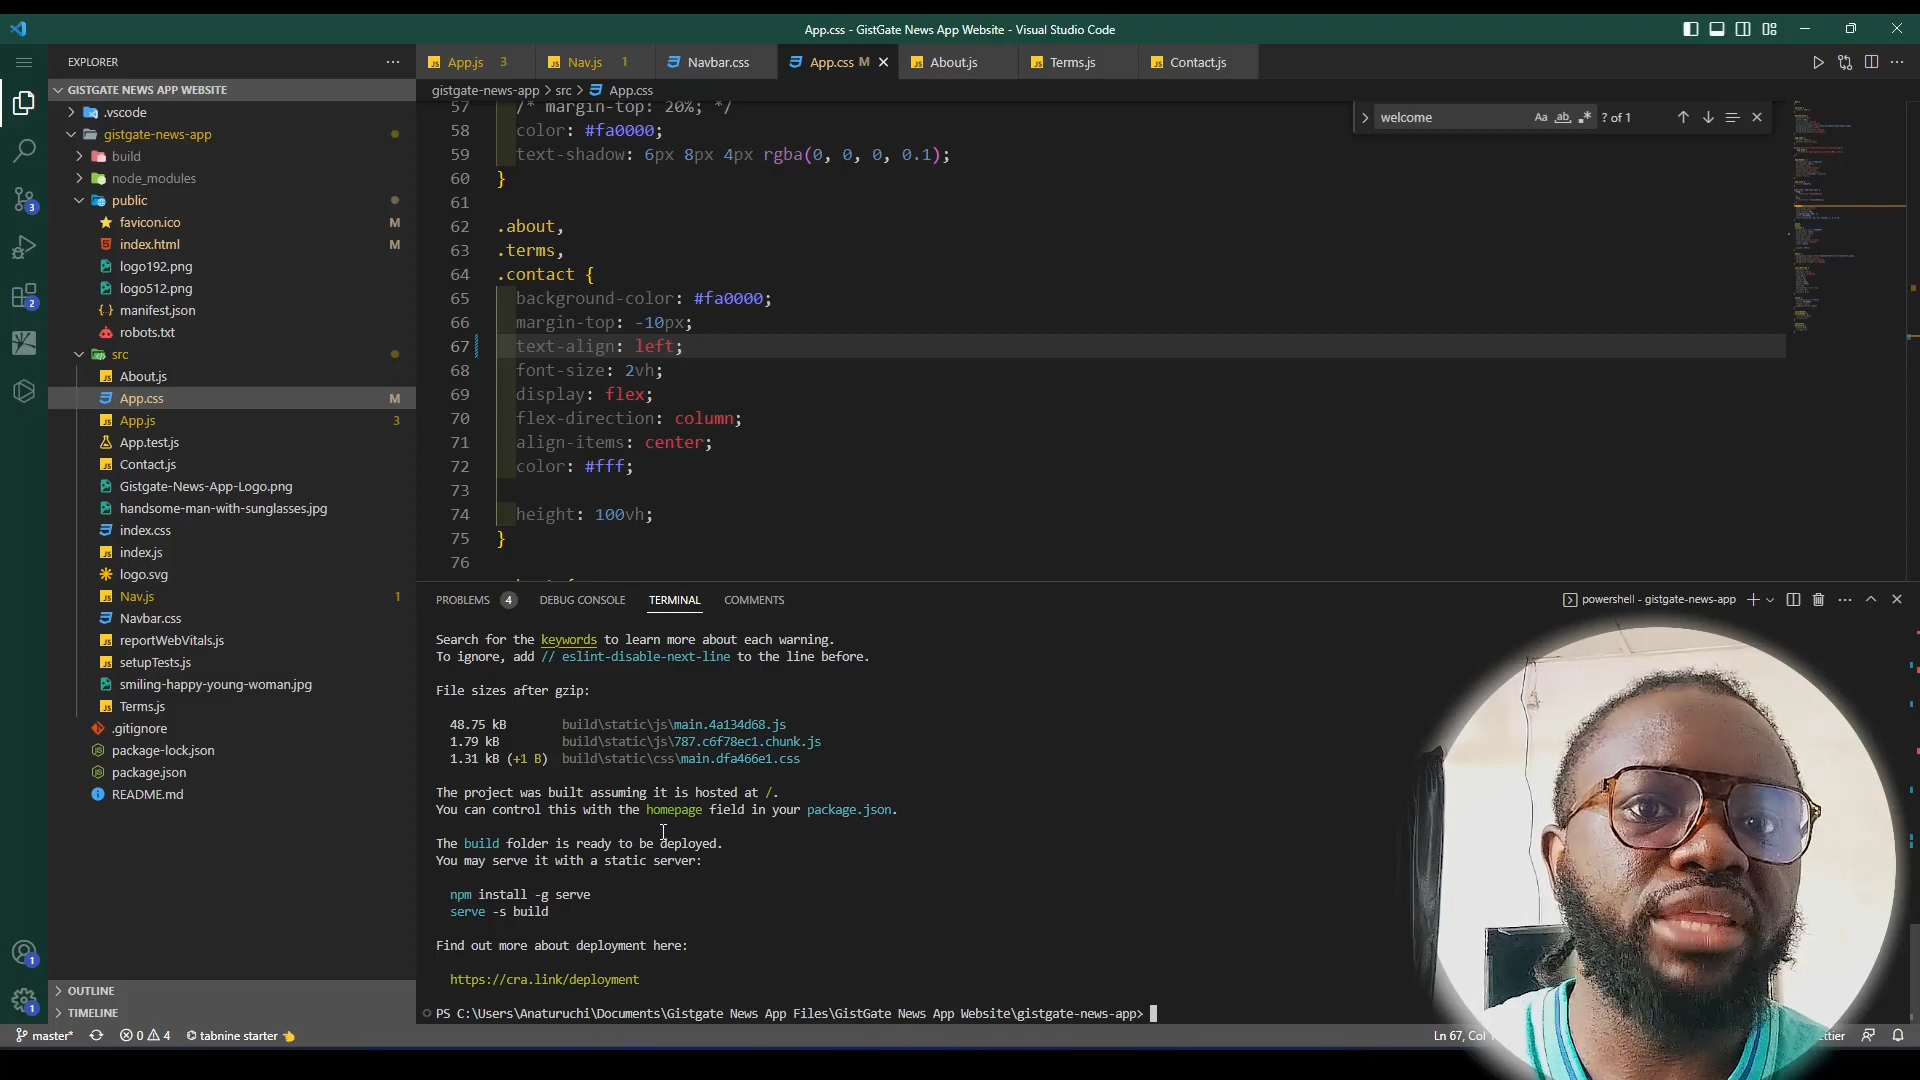 App.css - GistGate News App Website - Visual Studio Code
EXPLORER
GISTGATE NEWS APP WEBSITE
.vscode
gistgate-news-app
build
node_modules
public
favicon.ico M
index.html M
logo192.png
logo512.png
manifest.json
robots.txt
src
About.js
App.css M
App.js 3
App.test.js
Contact.js
Gistgate-News-App-Logo.png
handsome-man-with-sunglasses.jpg
index.css
index.js
logo.svg
Nav.js 1
Navbar.css
reportWebVitals.js
setupTests.js
smiling-happy-young-woman.jpg
Terms.js
.gitignore
package-lock.json
package.json
README.md
OUTLINE
TIMELINE
3
2
1
1
App.js 3 Nav.js 1 Navbar.css App.css M About.js Terms.js Contact.js
gistgate-news-app > src > App.css
welcome Aa ab .* ? of 1
57 /* margin-top: 20%; */
58 color: #fa0000;
59 text-shadow: 6px 8px 4px rgba(0, 0, 0, 0.1);
60 }
61
62 .about,
63 .terms,
64 .contact {
65 background-color: #fa0000;
66 margin-top: -10px;
67 text-align: left;
68 font-size: 2vh;
69 display: flex;
70 flex-direction: column;
71 align-items: center;
72 color: #fff;
73
74 height: 100vh;
75 }
76
PROBLEMS 4 DEBUG CONSOLE TERMINAL COMMENTS
powershell - gistgate-news-app
Search for the keywords to learn more about each warning.
To ignore, add // eslint-disable-next-line to the line before.
File sizes after gzip:
48.75 kB build\static\js\main.4a134d68.js
1.79 kB build\static\js\787.c6f78ec1.chunk.js
1.31 kB (+1 B) build\static\css\main.dfa466e1.css
The project was built assuming it is hosted at /.
You can control this with the homepage field in your package.json.
The build folder is ready to be deployed.
You may serve it with a static server:
npm install -g serve
serve -s build
Find out more about deployment here:
https://cra.link/deployment
PS C:\Users\Anaturuchi\Documents\Gistgate News App Files\GistGate News App Website\gistgate-news-app>
master* 0 4 tabnine starter
Ln 67, Col